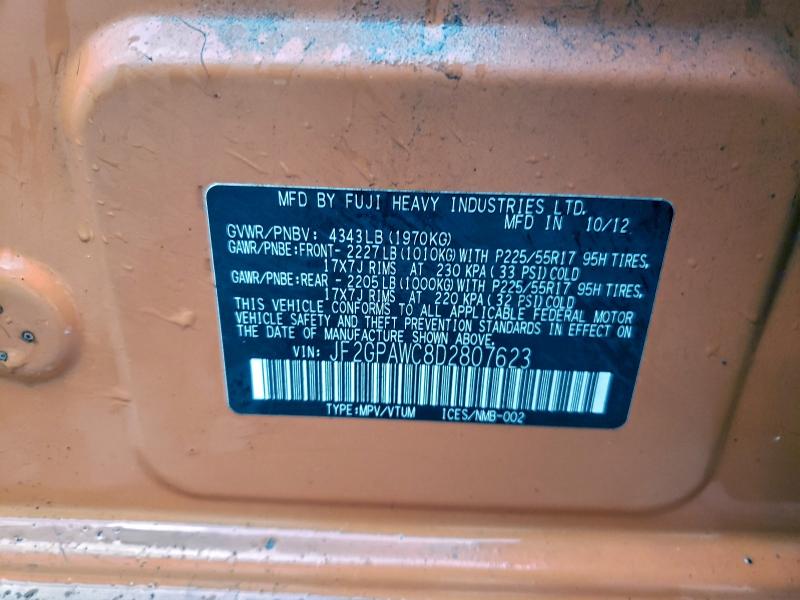 MFD BY FUJI HEAVY INDUSTRIES LTD.
MFD IN 10/12
GVWR/PNBV: 4343LB(1970KG)
GAWR/PNBE:FRONT- 2227LB(1010KG)WITH P225/55R17 95H TIRES,
17X7J RIMS AT 230 KPA(33 PSI)COLD
GAWR/PNBE:REAR - 2205LB(1000KG)WITH P225/55R17 95H TIRES,
17X7J RIMS AT 220 KPA(32 PSI)COLD
THIS VEHICLE CONFORMS TO ALL APPLICABLE FEDERAL MOTOR
VEHICLE SAFETY AND THEFT PREVENTION STANDARDS IN EFFECT ON
THE DATE OF MANUFACTURE SHOWN ABOVE.
VIN: JF2GPAWC8D2807623
TYPE:MPV/VTUM ICES/NMB-002